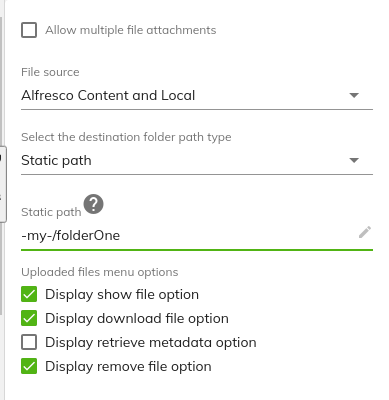 Allow multiple file attachments
File source
Alfresco Content and Local
Select the destination folder path type
Static path
Static path ?
-my-/folderOne
Uploaded files menu options
Display show file option
Display download file option
Display retrieve metadata option
Display remove file option